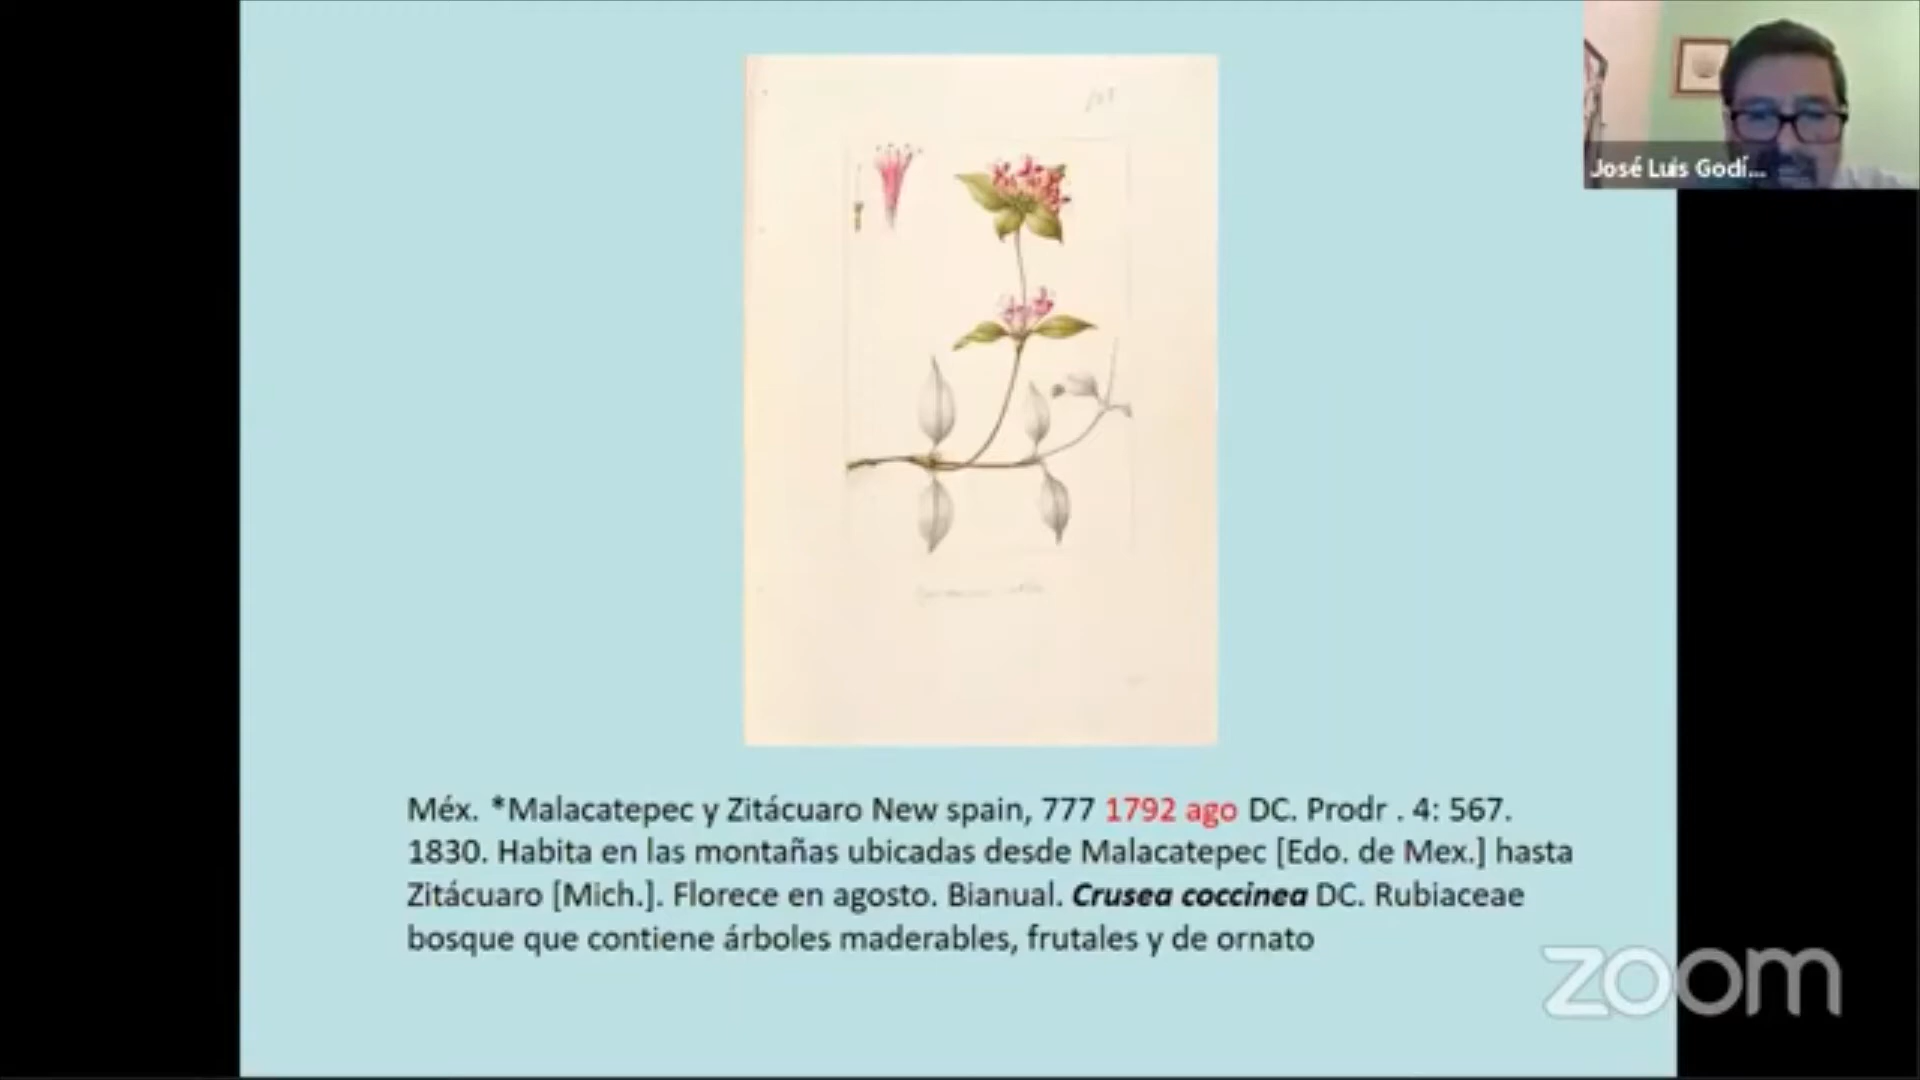 José Luis Godí...
Méx. *Malacatepec y Zitácuaro New spain, 777 1792 ago DC. Prodr . 4: 567.
1830. Habita en las montañas ubicadas desde Malacatepec [Edo. de Mex.] hasta
Zitácuaro [Mich.]. Florece en agosto. Bianual. Crusea coccinea DC. Rubiaceae
bosque que contiene árboles maderables, frutales y de ornato
zoom